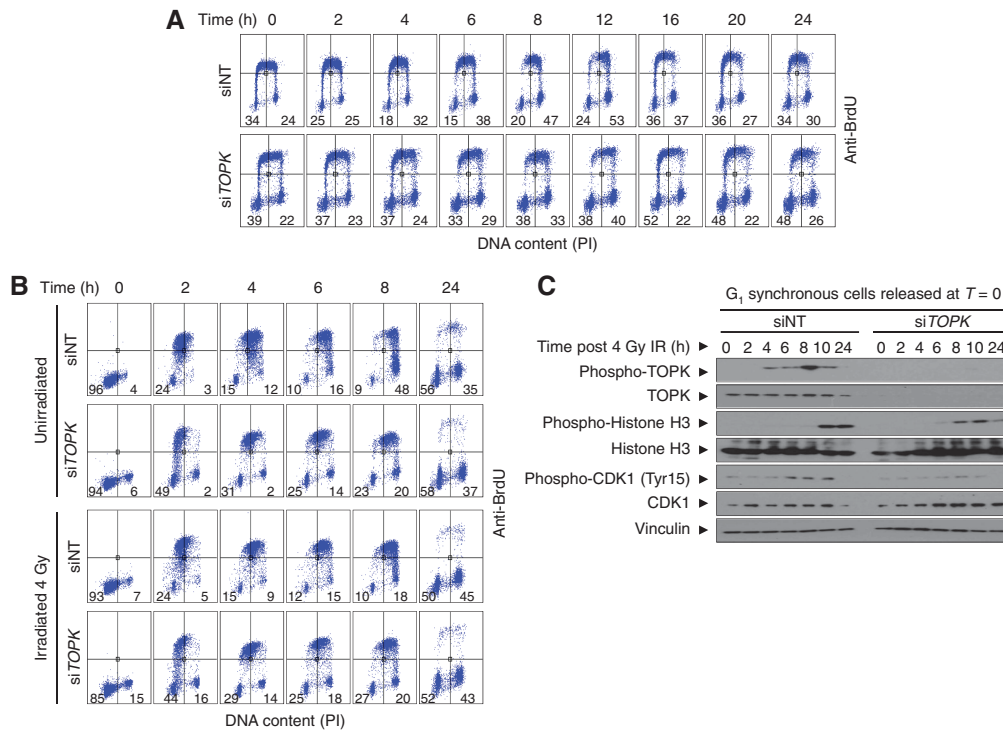 A
Time (h) 0 2 4 6 8 12 16 20 24
siNT
34 24 25 25 18 32 15 38 20 47 24 53 36 37 36 27 34 30
siTOPK
39 22 37 23 37 24 33 29 38 33 38 40 52 22 48 22 48 26
Anti-BrdU
DNA content (PI)
B
Time (h) 0 2 4 6 8 24
Unirradiated
siNT
96 4 24 3 15 12 10 16 9 48 56 35
siTOPK
94 6 49 2 31 2 25 14 23 20 58 37
Irradiated 4 Gy
siNT
93 7 24 5 15 9 12 15 10 18 50 45
siTOPK
85 15 44 16 29 14 25 18 27 20 52 43
Anti-BrdU
DNA content (PI)
C
G1 synchronous cells released at T = 0
siNT siTOPK
Time post 4 Gy IR (h) 0 2 4 6 8 10 24 0 2 4 6 8 10 24
Phospho-TOPK
TOPK
Phospho-Histone H3
Histone H3
Phospho-CDK1 (Tyr15)
CDK1
Vinculin